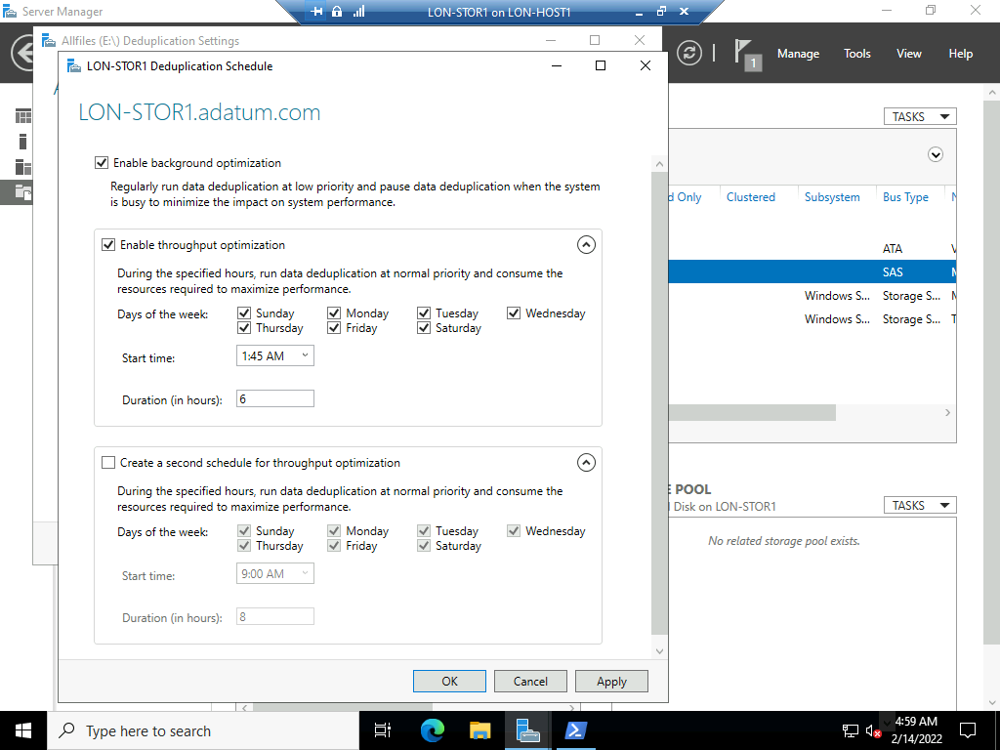 Server Manager
LON-STOR1 on LON-HOST1
Allfiles (E:\) Deduplication Settings
1
Manage
Tools
View
Help
LON-STOR1 Deduplication Schedule
LON-STOR1.adatum.com
TASKS
Enable background optimization
Regularly run data deduplication at low priority and pause data deduplication when the system
is busy to minimize the impact on system performance.
d Only
Clustered
Subsystem
Bus Type
Enable throughput optimization
During the specified hours, run data deduplication at normal priority and consume the
resources required to maximize performance.
ATA
SAS
Windows S...
Storage S...
Windows S...
Storage S...
Days of the week:
Sunday
Monday
Tuesday
Wednesday
Thursday
Friday
Saturday
Start time:
1:45 AM
Duration (in hours):
6
Create a second schedule for throughput optimization
During the specified hours, run data deduplication at normal priority and consume the
resources required to maximize performance.
E POOL
l Disk on LON-STOR1
TASKS
No related storage pool exists.
Days of the week:
Sunday
Monday
Tuesday
Wednesday
Thursday
Friday
Saturday
Start time:
9:00 AM
Duration (in hours):
8
OK
Cancel
Apply
Type here to search
4:59 AM
2/14/2022